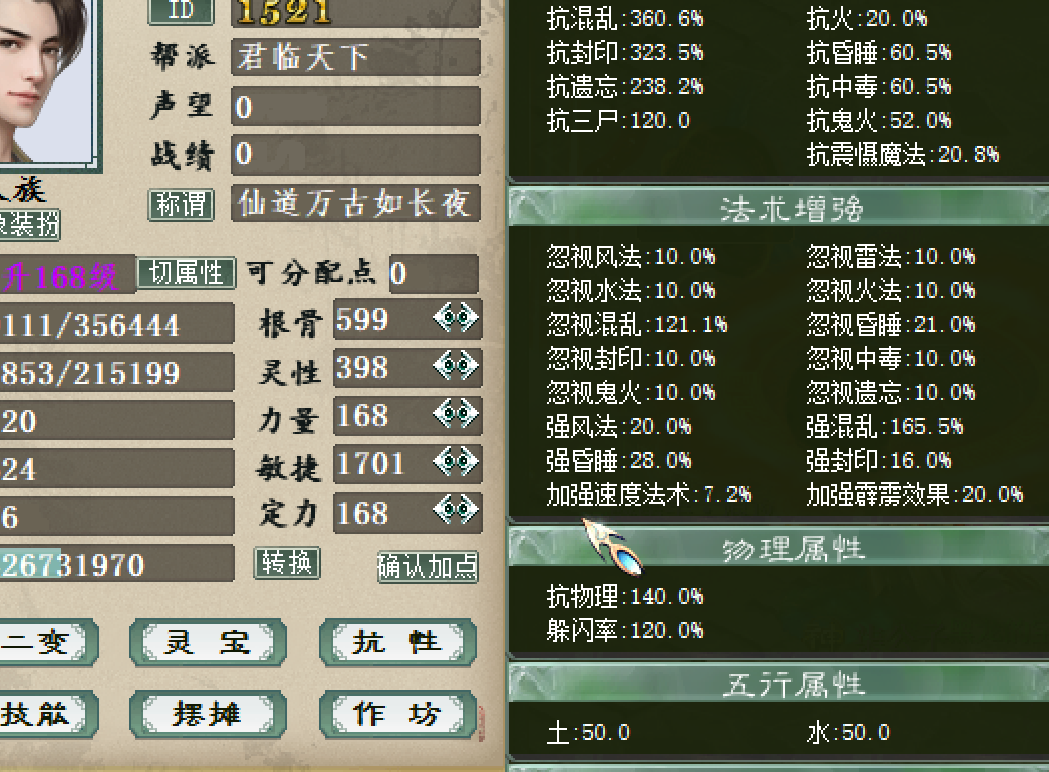 ID 1521
帮派 君临天下
声望 0
战绩 0
称谓 仙道万古如长夜
人族
装扮
升168级 切属性 可分配点 0
111/356444 根骨 599
853/215199 灵性 398
20 力量 168
24 敏捷 1701
6 定力 168
26731970 转换 确认加点
二变 灵宝 抗性
技能 摆摊 作坊
抗混乱:360.6% 抗火:20.0%
抗封印:323.5% 抗昏睡:60.5%
抗遗忘:238.2% 抗中毒:60.5%
抗三尸:120.0 抗鬼火:52.0%
抗震慑魔法:20.8%
法术增强
忽视风法:10.0% 忽视雷法:10.0%
忽视水法:10.0% 忽视火法:10.0%
忽视混乱:121.1% 忽视昏睡:21.0%
忽视封印:10.0% 忽视中毒:10.0%
忽视鬼火:10.0% 忽视遗忘:10.0%
强风法:20.0% 强混乱:165.5%
强昏睡:28.0% 强封印:16.0%
加强速度法术:7.2% 加强霹雳效果:20.0%
物理属性
抗物理:140.0%
躲闪率:120.0%
五行属性
土:50.0 水:50.0